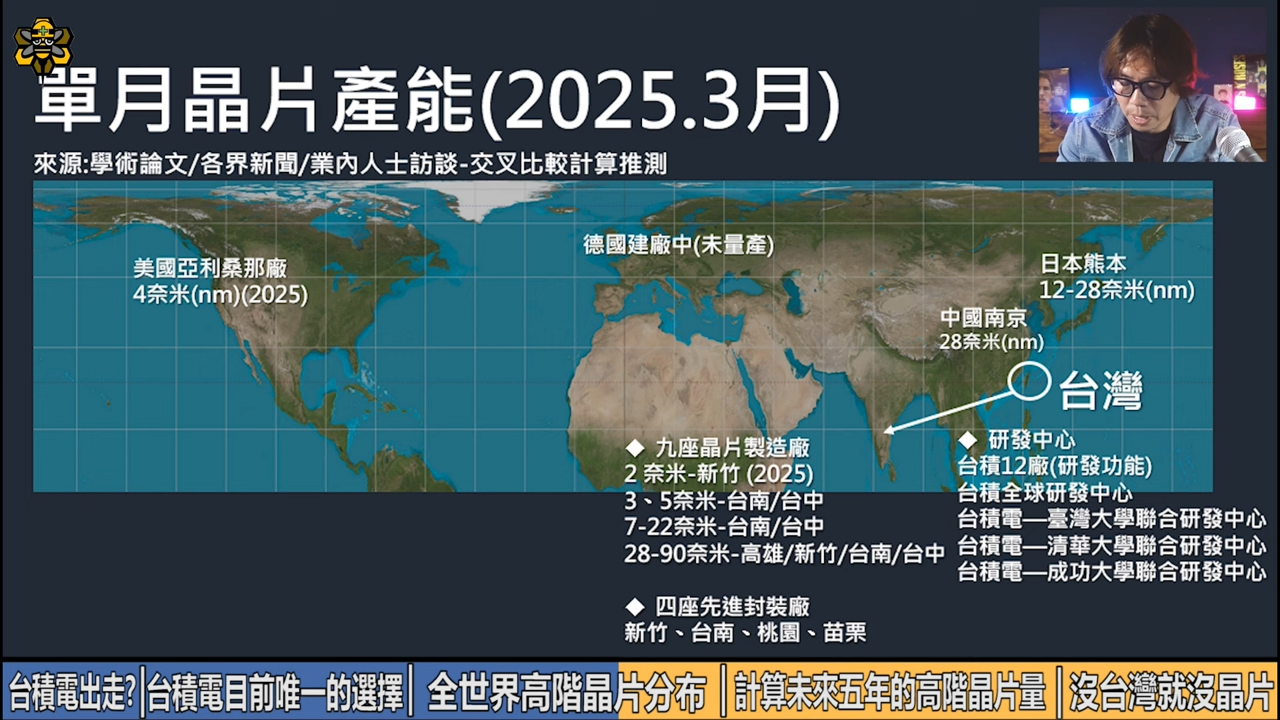 單月晶片產能(2025.3月)
來源:學術論文/各界新聞/業內人士訪談-交叉比較計算推測
美國亞利桑那廠
4奈米(nm)(2025)
德國建廠中(未量產)
日本熊本
12-28奈米(nm)
中國南京
28奈米(nm)
台灣
◆ 九座晶片製造廠
2 奈米-新竹 (2025)
3、5奈米-台南/台中
7-22奈米-台南/台中
28-90奈米-高雄/新竹/台南/台中
◆ 四座先進封裝廠
新竹、台南、桃園、苗栗
◆ 研發中心
台積12廠(研發功能)
台積全球研發中心
台積電—臺灣大學聯合研發中心
台積電—清華大學聯合研發中心
台積電—成功大學聯合研發中心
台積電出走?|台積電目前唯一的選擇| 全世界高階晶片分布 |計算未來五年的高階晶片量 |沒台灣就沒晶片